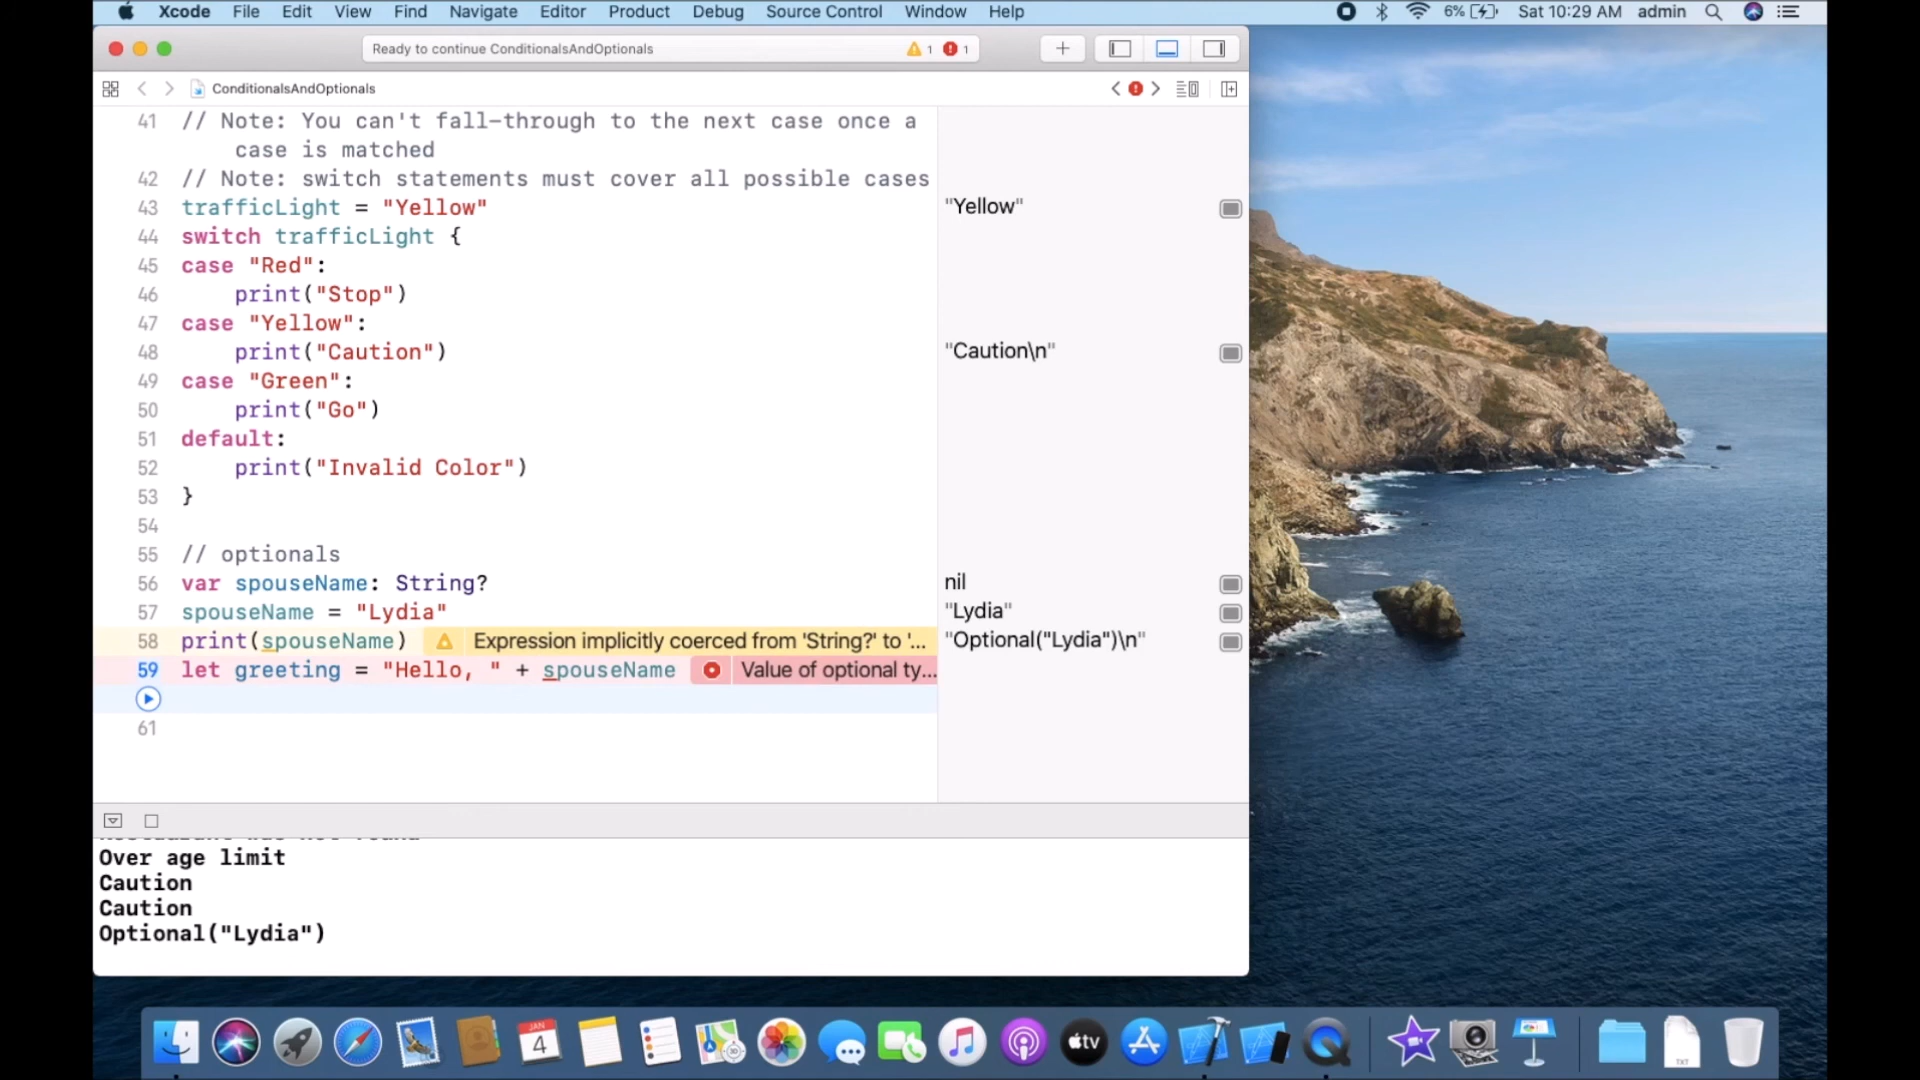 Xcode File Edit View Find Navigate Editor Product Debug Source Control Window Help 6% Sat 10:29 AM admin
Ready to continue ConditionalsAndOptionals 1 1
ConditionalsAndOptionals
41 // Note: You can't fall-through to the next case once a
case is matched
42 // Note: switch statements must cover all possible cases
43 trafficLight = "Yellow" "Yellow"
44 switch trafficLight {
45 case "Red":
46 print("Stop")
47 case "Yellow":
48 print("Caution") "Caution\n"
49 case "Green":
50 print("Go")
51 default:
52 print("Invalid Color")
53 }
54
55 // optionals
56 var spouseName: String? nil
57 spouseName = "Lydia" "Lydia"
58 print(spouseName) Expression implicitly coerced from 'String?' to '... "Optional("Lydia")\n"
59 let greeting = "Hello, " + spouseName Value of optional ty...
61
Over age limit
Caution
Caution
Optional("Lydia")
JAN
4
tv
TXT